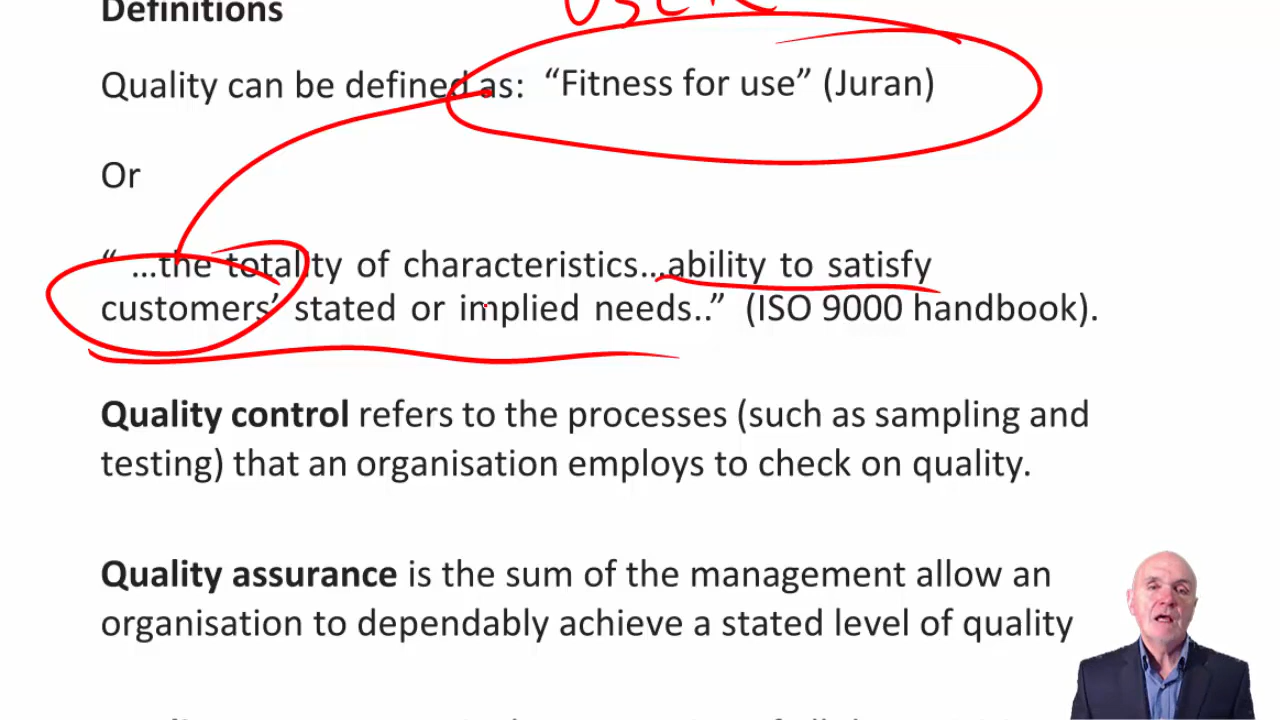 Definitions
USER
Quality can be defined as: “Fitness for use” (Juran)
Or
“ …the totality of characteristics…ability to satisfy
customers’ stated or implied needs..” (ISO 9000 handbook).
Quality control refers to the processes (such as sampling and
testing) that an organisation employs to check on quality.
Quality assurance is the sum of the management allow an
organisation to dependably achieve a stated level of quality